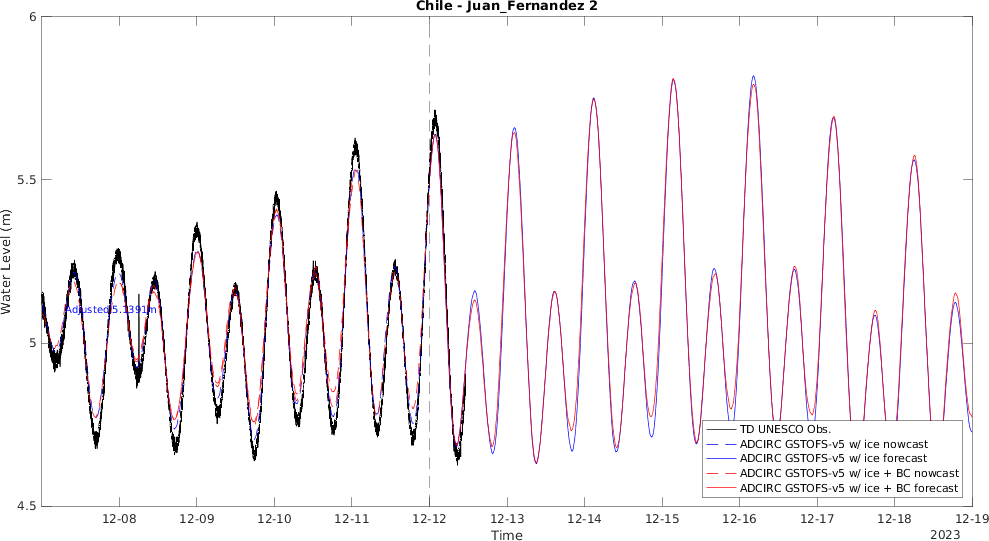 Chile - Juan_Fernandez 2
6
5.5
5
4.5
Water Level (m)
Adjusted 5.1391m
12-08
12-09
12-10
12-11
12-12
12-13
12-14
12-15
12-16
12-17
12-18
12-19
Time
2023
TD UNESCO Obs.
ADCIRC GSTOFS-v5 w/ ice nowcast
ADCIRC GSTOFS-v5 w/ ice forecast
ADCIRC GSTOFS-v5 w/ ice + BC nowcast
ADCIRC GSTOFS-v5 w/ ice + BC forecast